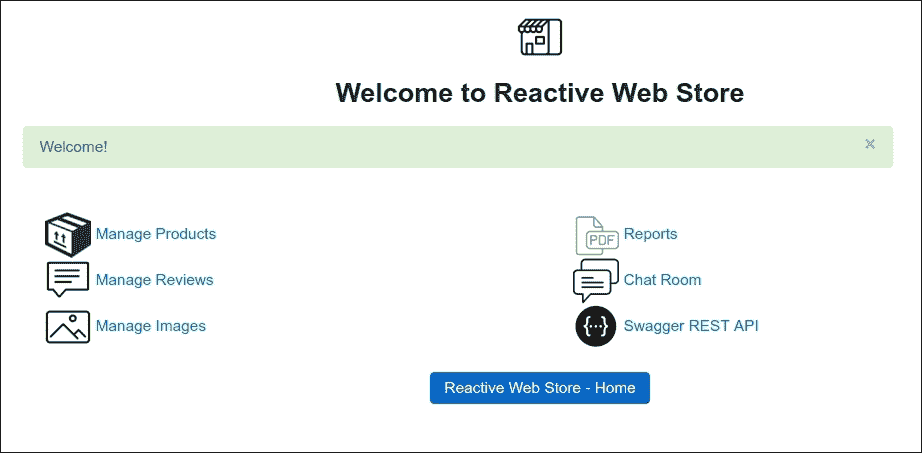 Welcome to Reactive Web Store
Welcome! ×
Manage Products
Manage Reviews
Manage Images
PDF Reports
Chat Room
{...} Swagger REST API
Reactive Web Store - Home